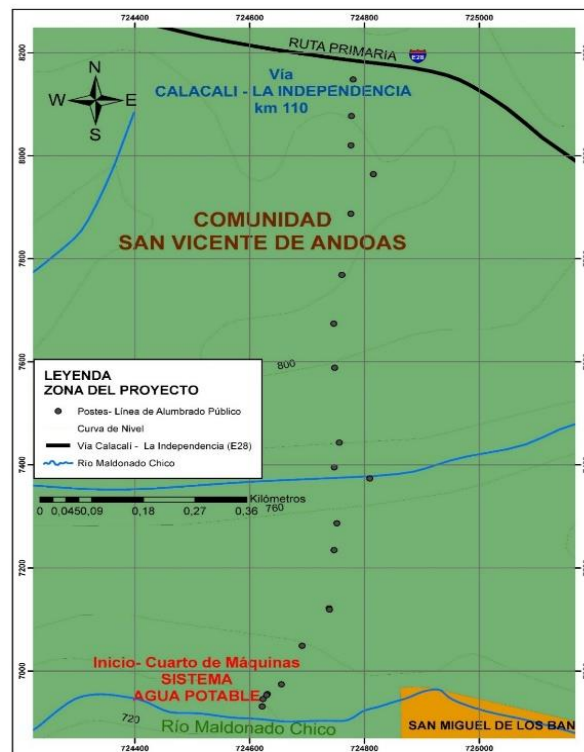 724400 724600 724800 725000
8200
8000
7800
7600
7400
7200
7000
RUTA PRIMARIA
E28
N
W E
S
Vía
CALACALI - LA INDEPENDENCIA
km 110
COMUNIDAD
SAN VICENTE DE ANDOAS
800
LEYENDA
ZONA DEL PROYECTO
Postes- Línea de Alumbrado Público
Curva de Nivel
Vía Calacalí - La Independencia (E28)
Río Maldonado Chico
Kilómetros
0 0,045 0,09 0,18 0,27 0,36
760
Inicio- Cuarto de Máquinas
SISTEMA
AGUA POTABLE
720
Río Maldonado Chico
SAN MIGUEL DE LOS BAN
724400 724600 724800 725000